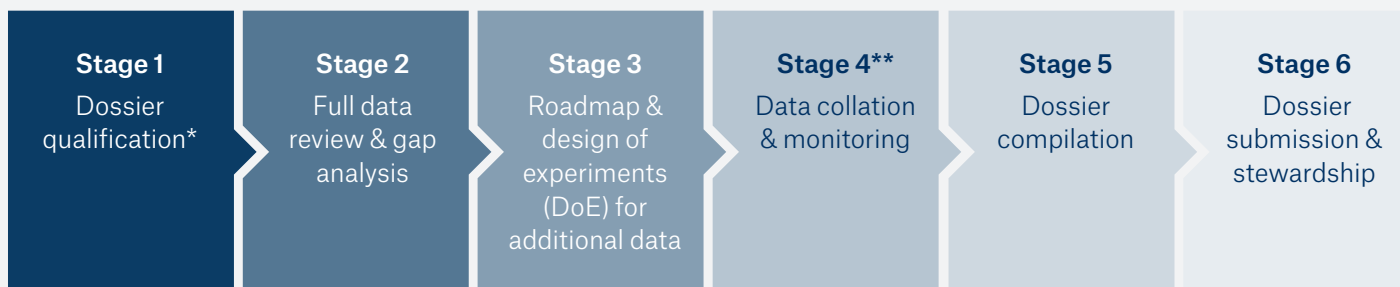 Stage 1
Dossier
qualification*
Stage 2
Full data
review & gap
analysis
Stage 3
Roadmap &
design of
experiments
(DoE) for
additional data
Stage 4**
Data collation
& monitoring
Stage 5
Dossier
compilation
Stage 6
Dossier
submission &
stewardship